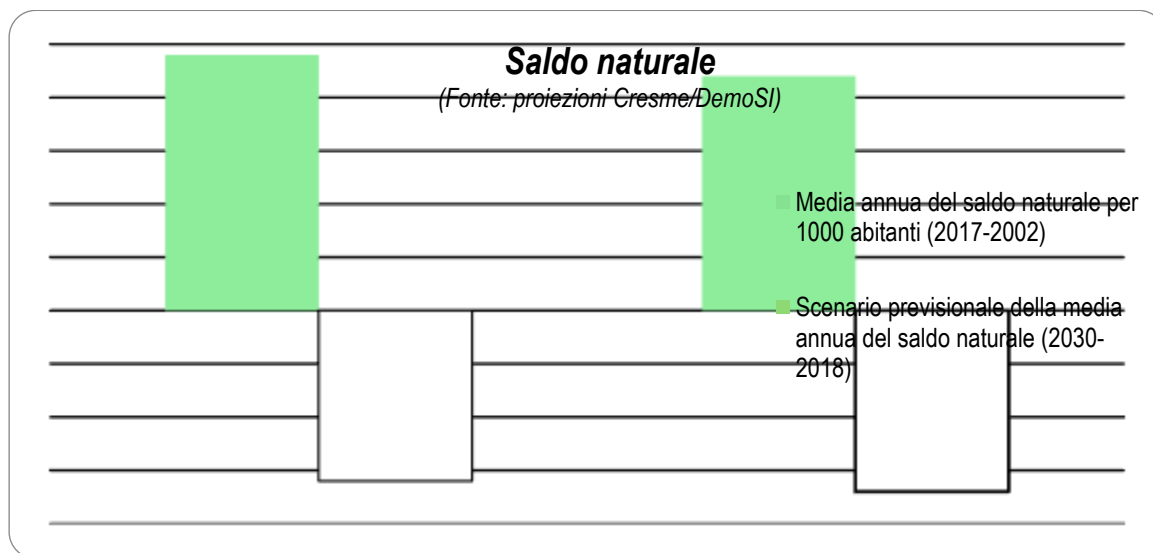 Saldo naturale
(Fonte: proiezioni Cresme/DemoSI)
Media annua del saldo naturale per
1000 abitanti (2017-2002)
Scenario previsionale della media
annua del saldo naturale (2030-
2018)